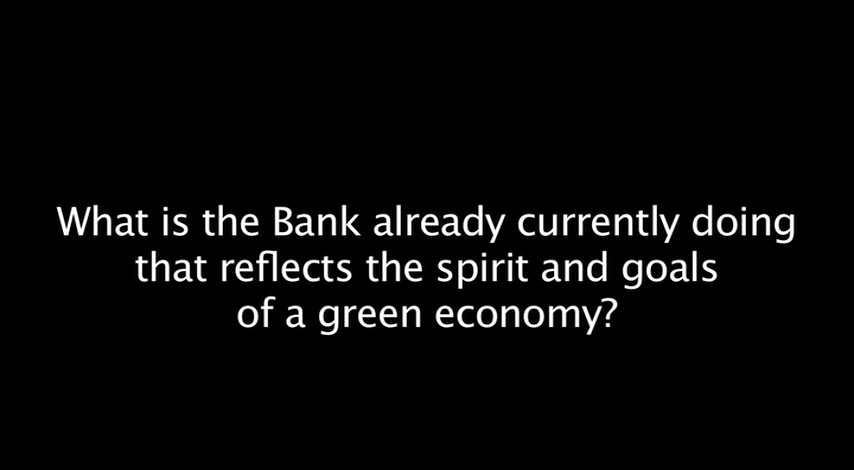 What is the Bank already currently doing
that reflects the spirit and goals
of a green economy?